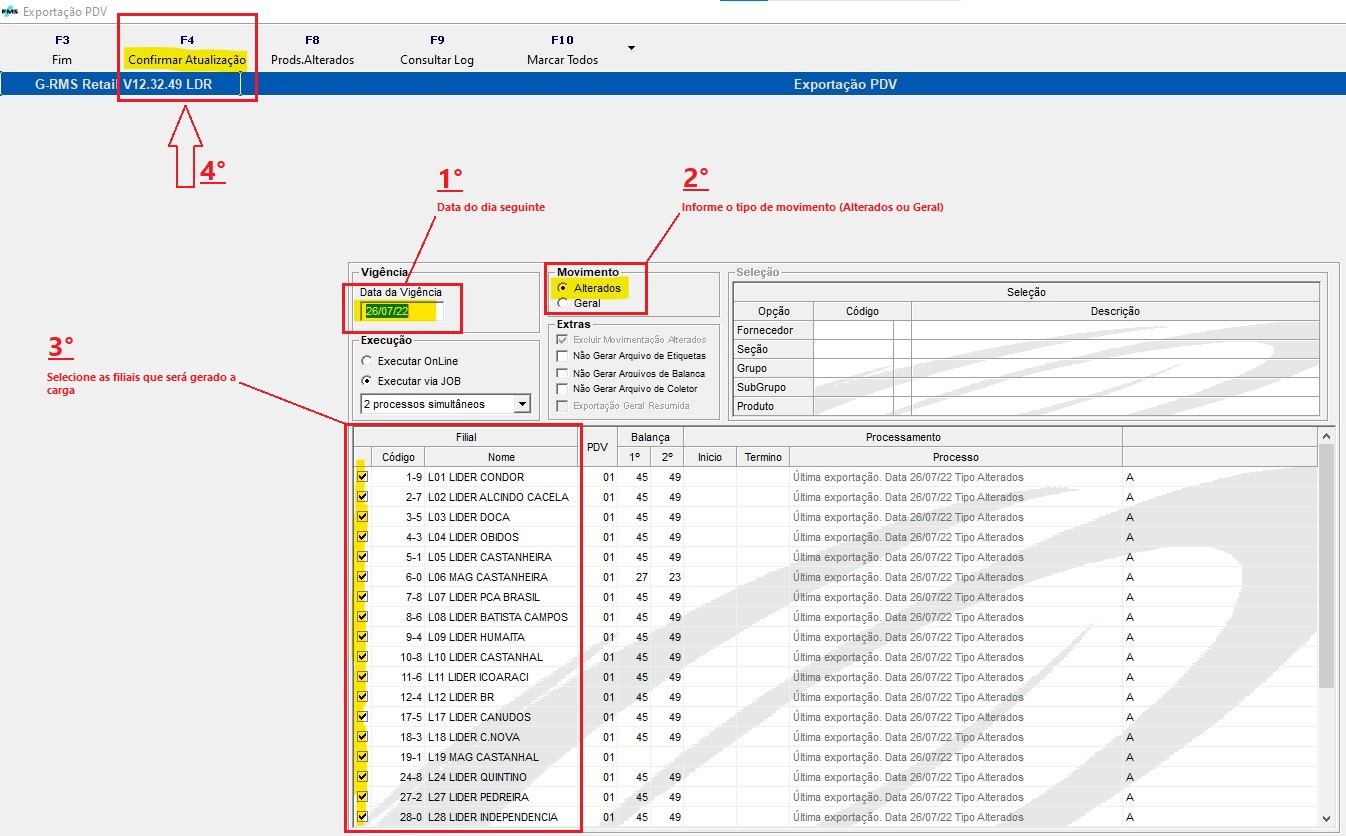 RMS Exportação PDV
F3 F4 F8 F9 F10
Fim Confirmar Atualização Prods.Alterados Consultar Log Marcar Todos
G-RMS Retail V12.32.49 LDR Exportação PDV
4°
1°
Data do dia seguinte
2°
Informe o tipo de movimento (Alterados ou Geral)
3°
Selecione as filiais que será gerado a
carga
Vigência
Data da Vigência
26/07/22
Execução
Executar OnLine
Executar via JOB
2 processos simultâneos
Movimento
Alterados
Geral
Extras
Excluir Movimentação Alterados
Não Gerar Arquivo de Etiquetas
Não Gerar Aruivos de Balanca
Não Gerar Arquivo de Coletor
Exportação Geral Resumida
Seleção
Seleção
Opção Código Descrição
Fornecedor
Seção
Grupo
SubGrupo
Produto
Filial PDV Balança Processamento
Código Nome 1º 2º Inicio Termino Processo
1-9 L01 LIDER CONDOR 01 45 49 Última exportação. Data 26/07/22 Tipo Alterados A
2-7 L02 LIDER ALCINDO CACELA 01 45 49 Última exportação. Data 26/07/22 Tipo Alterados A
3-5 L03 LIDER DOCA 01 45 49 Última exportação. Data 26/07/22 Tipo Alterados A
4-3 L04 LIDER OBIDOS 01 45 49 Última exportação. Data 26/07/22 Tipo Alterados A
5-1 L05 LIDER CASTANHEIRA 01 45 49 Última exportação. Data 26/07/22 Tipo Alterados A
6-0 L06 MAG CASTANHEIRA 01 27 23 Última exportação. Data 26/07/22 Tipo Alterados A
7-8 L07 LIDER PCA BRASIL 01 45 49 Última exportação. Data 26/07/22 Tipo Alterados A
8-6 L08 LIDER BATISTA CAMPOS 01 45 49 Última exportação. Data 26/07/22 Tipo Alterados A
9-4 L09 LIDER HUMAITA 01 45 49 Última exportação. Data 26/07/22 Tipo Alterados A
10-8 L10 LIDER CASTANHAL 01 45 49 Última exportação. Data 26/07/22 Tipo Alterados A
11-6 L11 LIDER ICOARACI 01 45 49 Última exportação. Data 26/07/22 Tipo Alterados A
12-4 L12 LIDER BR 01 45 49 Última exportação. Data 26/07/22 Tipo Alterados A
17-5 L17 LIDER CANUDOS 01 45 49 Última exportação. Data 26/07/22 Tipo Alterados A
18-3 L18 LIDER C.NOVA 01 45 49 Última exportação. Data 26/07/22 Tipo Alterados A
19-1 L19 MAG CASTANHAL 01 Última exportação. Data 26/07/22 Tipo Alterados A
24-8 L24 LIDER QUINTINO 01 45 49 Última exportação. Data 26/07/22 Tipo Alterados A
27-2 L27 LIDER PEDREIRA 01 45 49 Última exportação. Data 26/07/22 Tipo Alterados A
28-0 L28 LIDER INDEPENDENCIA 01 45 49 Última exportação. Data 26/07/22 Tipo Alterados A